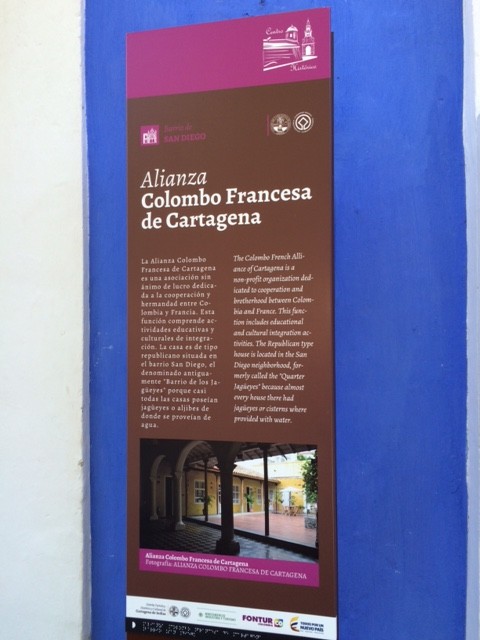 Centro
Histórico
Barrio de
SAN DIEGO
Alianza
Colombo Francesa
de Cartagena
La Alianza Colombo
Francesa de Cartagena
es una asociación sin
ánimo de lucro dedica-
da a la cooperación y
hermandad entre Co-
lombia y Francia. Esta
función comprende ac-
tividades educativas y
culturales de integra-
ción. La casa es de tipo
republicano situada en
el barrio San Diego, el
denominado antigua-
mente "Barrio de los Ja-
güeyes" porque casi
todas las casas poseían
jagüeyes o aljibes de
donde se proveían de
agua.
The Colombo French Alli-
ance of Cartagena is a
non-profit organization ded-
icated to cooperation and
brotherhood between Colom-
bia and France. This func-
tion includes educational
and cultural integration ac-
tivities. The Republican type
house is located in the San
Diego neighborhood, for-
merly called the "Quarter
Jagüeyes" because almost
every house there had
jagüeyes or cisterns where
provided with water.
Alianza Colombo Francesa de Cartagena
Fotografía: ALIANZA COLOMBO FRANCESA DE CARTAGENA
Cartagena de Indias
FONTUR
TODOS POR UN
NUEVO PAÍS